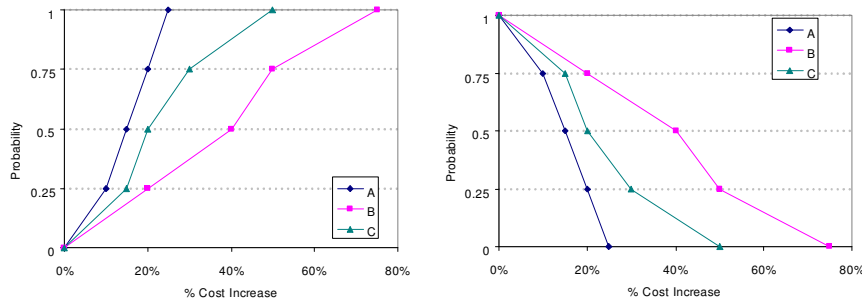 1
0.75
0.5
0.25
0
Probability
0% 20% 40% 60% 80%
% Cost Increase
A
B
C
1
0.75
0.5
0.25
0
Probability
0% 20% 40% 60% 80%
% Cost Increase
A
B
C